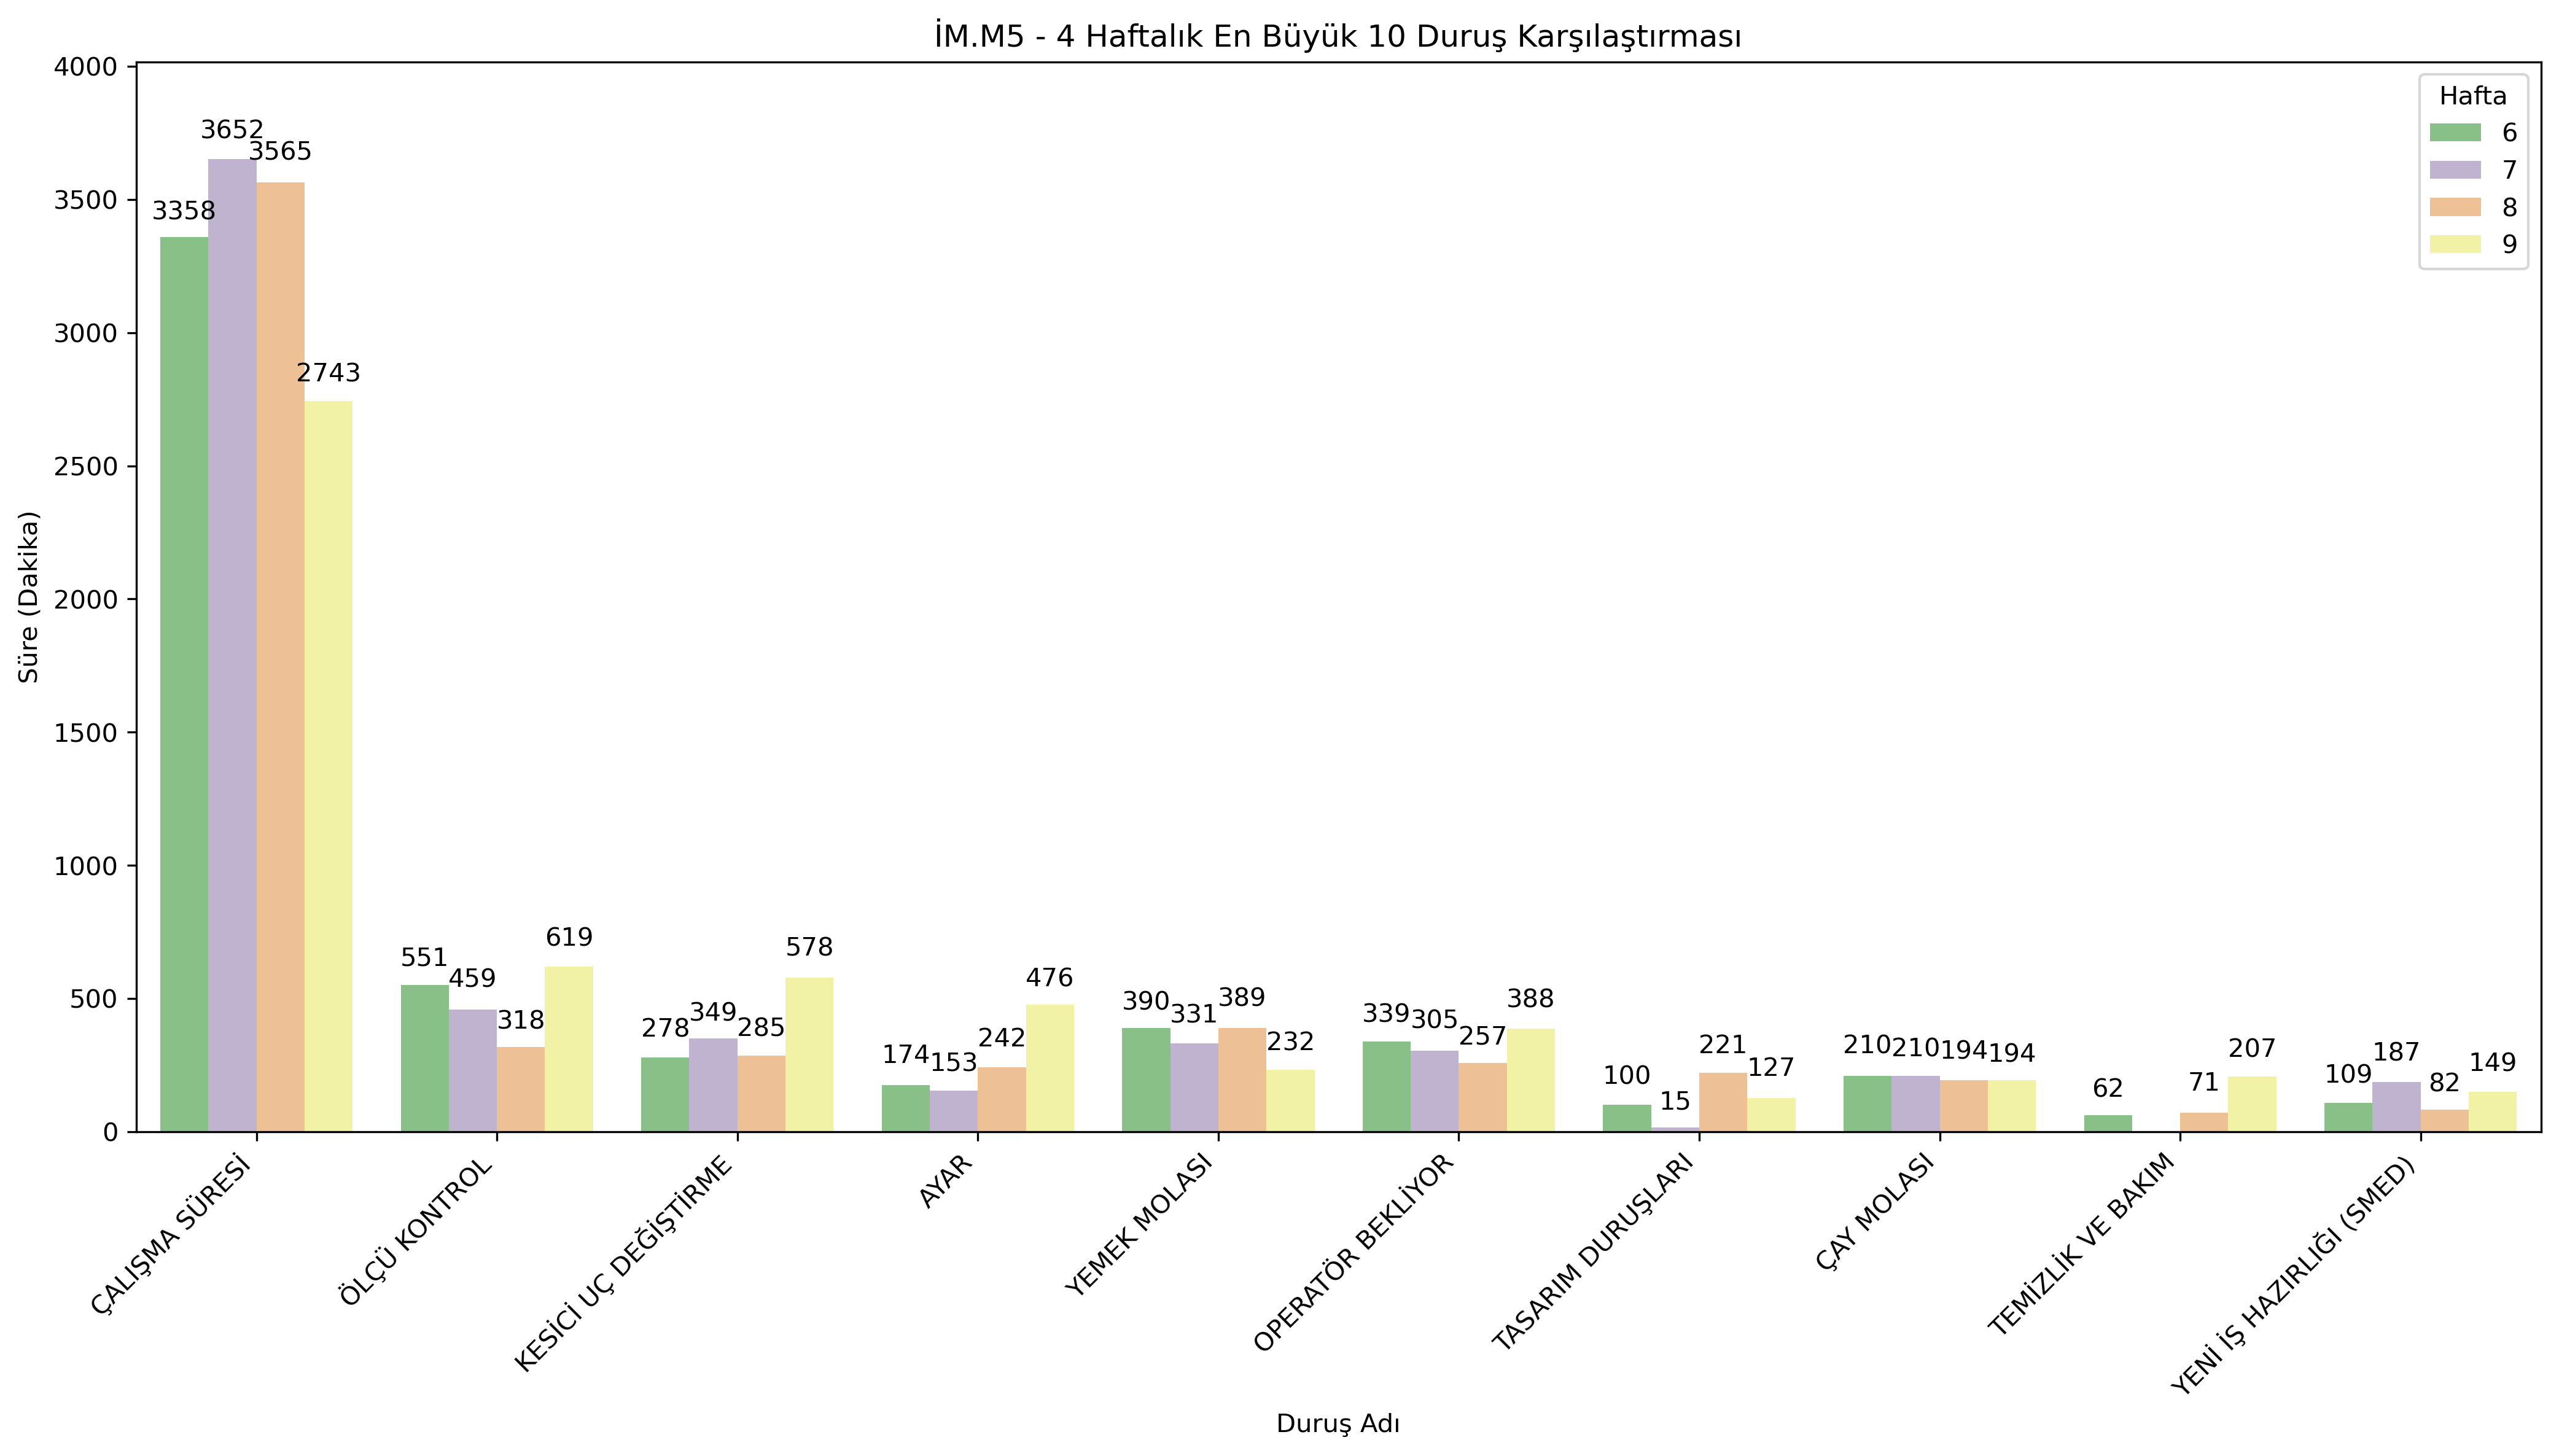 İM.M5 - 4 Haftalık En Büyük 10 Duruş Karşılaştırması
Süre (Dakika)
4000
3500
3000
2500
2000
1500
1000
500
0
Hafta
6
7
8
9
3358 3652 3565 2743
551 459 318 619
278 349 285 578
174 153 242 476
390 331 389 232
339 305 257 388
100 15 221 127
210 210 194 194
62 71 207
109 187 82 149
ÇALIŞMA SÜRESİ
ÖLÇÜ KONTROL
KESİCİ UÇ DEĞİŞTİRME
AYAR
YEMEK MOLASI
OPERATÖR BEKLİYOR
TASARIM DURUŞLARI
ÇAY MOLASI
TEMİZLİK VE BAKIM
YENİ İŞ HAZIRLIĞI (SMED)
Duruş Adı